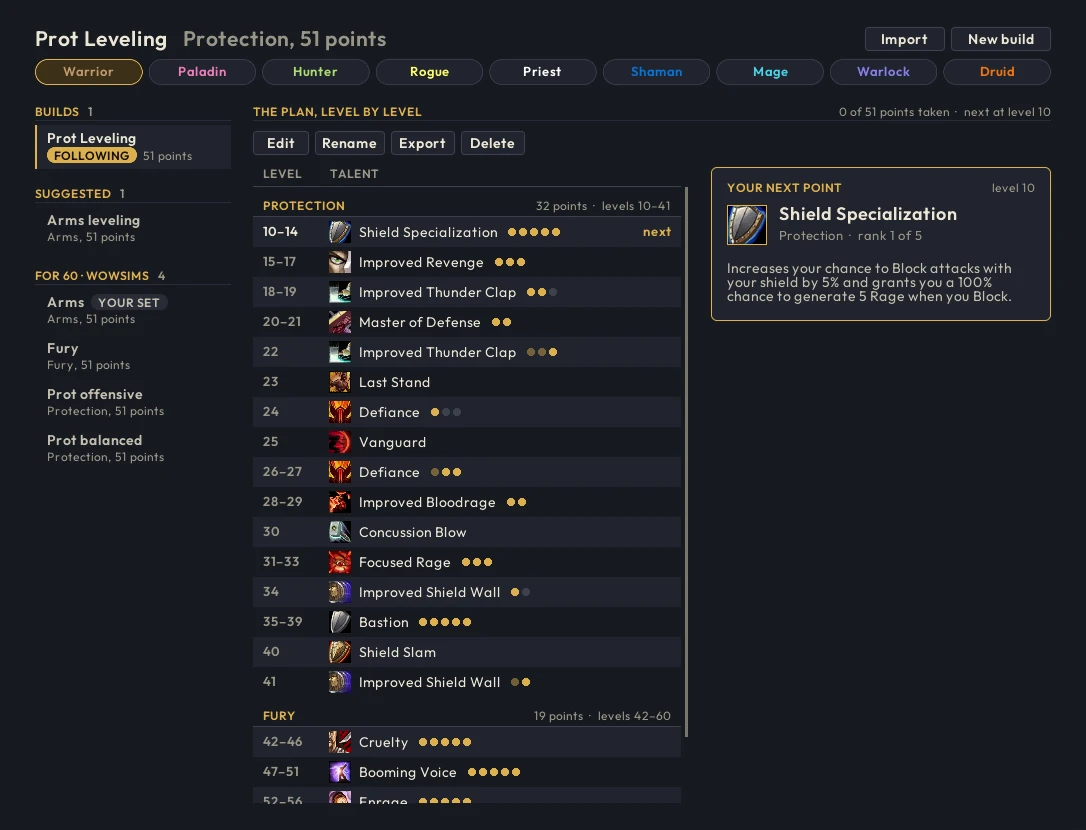 Prot Leveling Protection, 51 points
Import New build
Warrior Paladin Hunter Rogue Priest Shaman Mage Warlock Druid
BUILDS 1
Prot Leveling
FOLLOWING 51 points
SUGGESTED 1
Arms leveling
Arms, 51 points
FOR 60 · WOWSIMS 4
Arms YOUR SET
Arms, 51 points
Fury
Fury, 51 points
Prot offensive
Protection, 51 points
Prot balanced
Protection, 51 points
THE PLAN, LEVEL BY LEVEL 0 of 51 points taken · next at level 10
Edit Rename Export Delete
LEVEL TALENT
PROTECTION 32 points · levels 10–41
10–14 Shield Specialization next
15–17 Improved Revenge
18–19 Improved Thunder Clap
20–21 Master of Defense
22 Improved Thunder Clap
23 Last Stand
24 Defiance
25 Vanguard
26–27 Defiance
28–29 Improved Bloodrage
30 Concussion Blow
31–33 Focused Rage
34 Improved Shield Wall
35–39 Bastion
40 Shield Slam
41 Improved Shield Wall
FURY 19 points · levels 42–60
42–46 Cruelty
47–51 Booming Voice
52–56 Enrage
YOUR NEXT POINT level 10
Shield Specialization
Protection · rank 1 of 5
Increases your chance to Block attacks with
your shield by 5% and grants you a 100%
chance to generate 5 Rage when you Block.